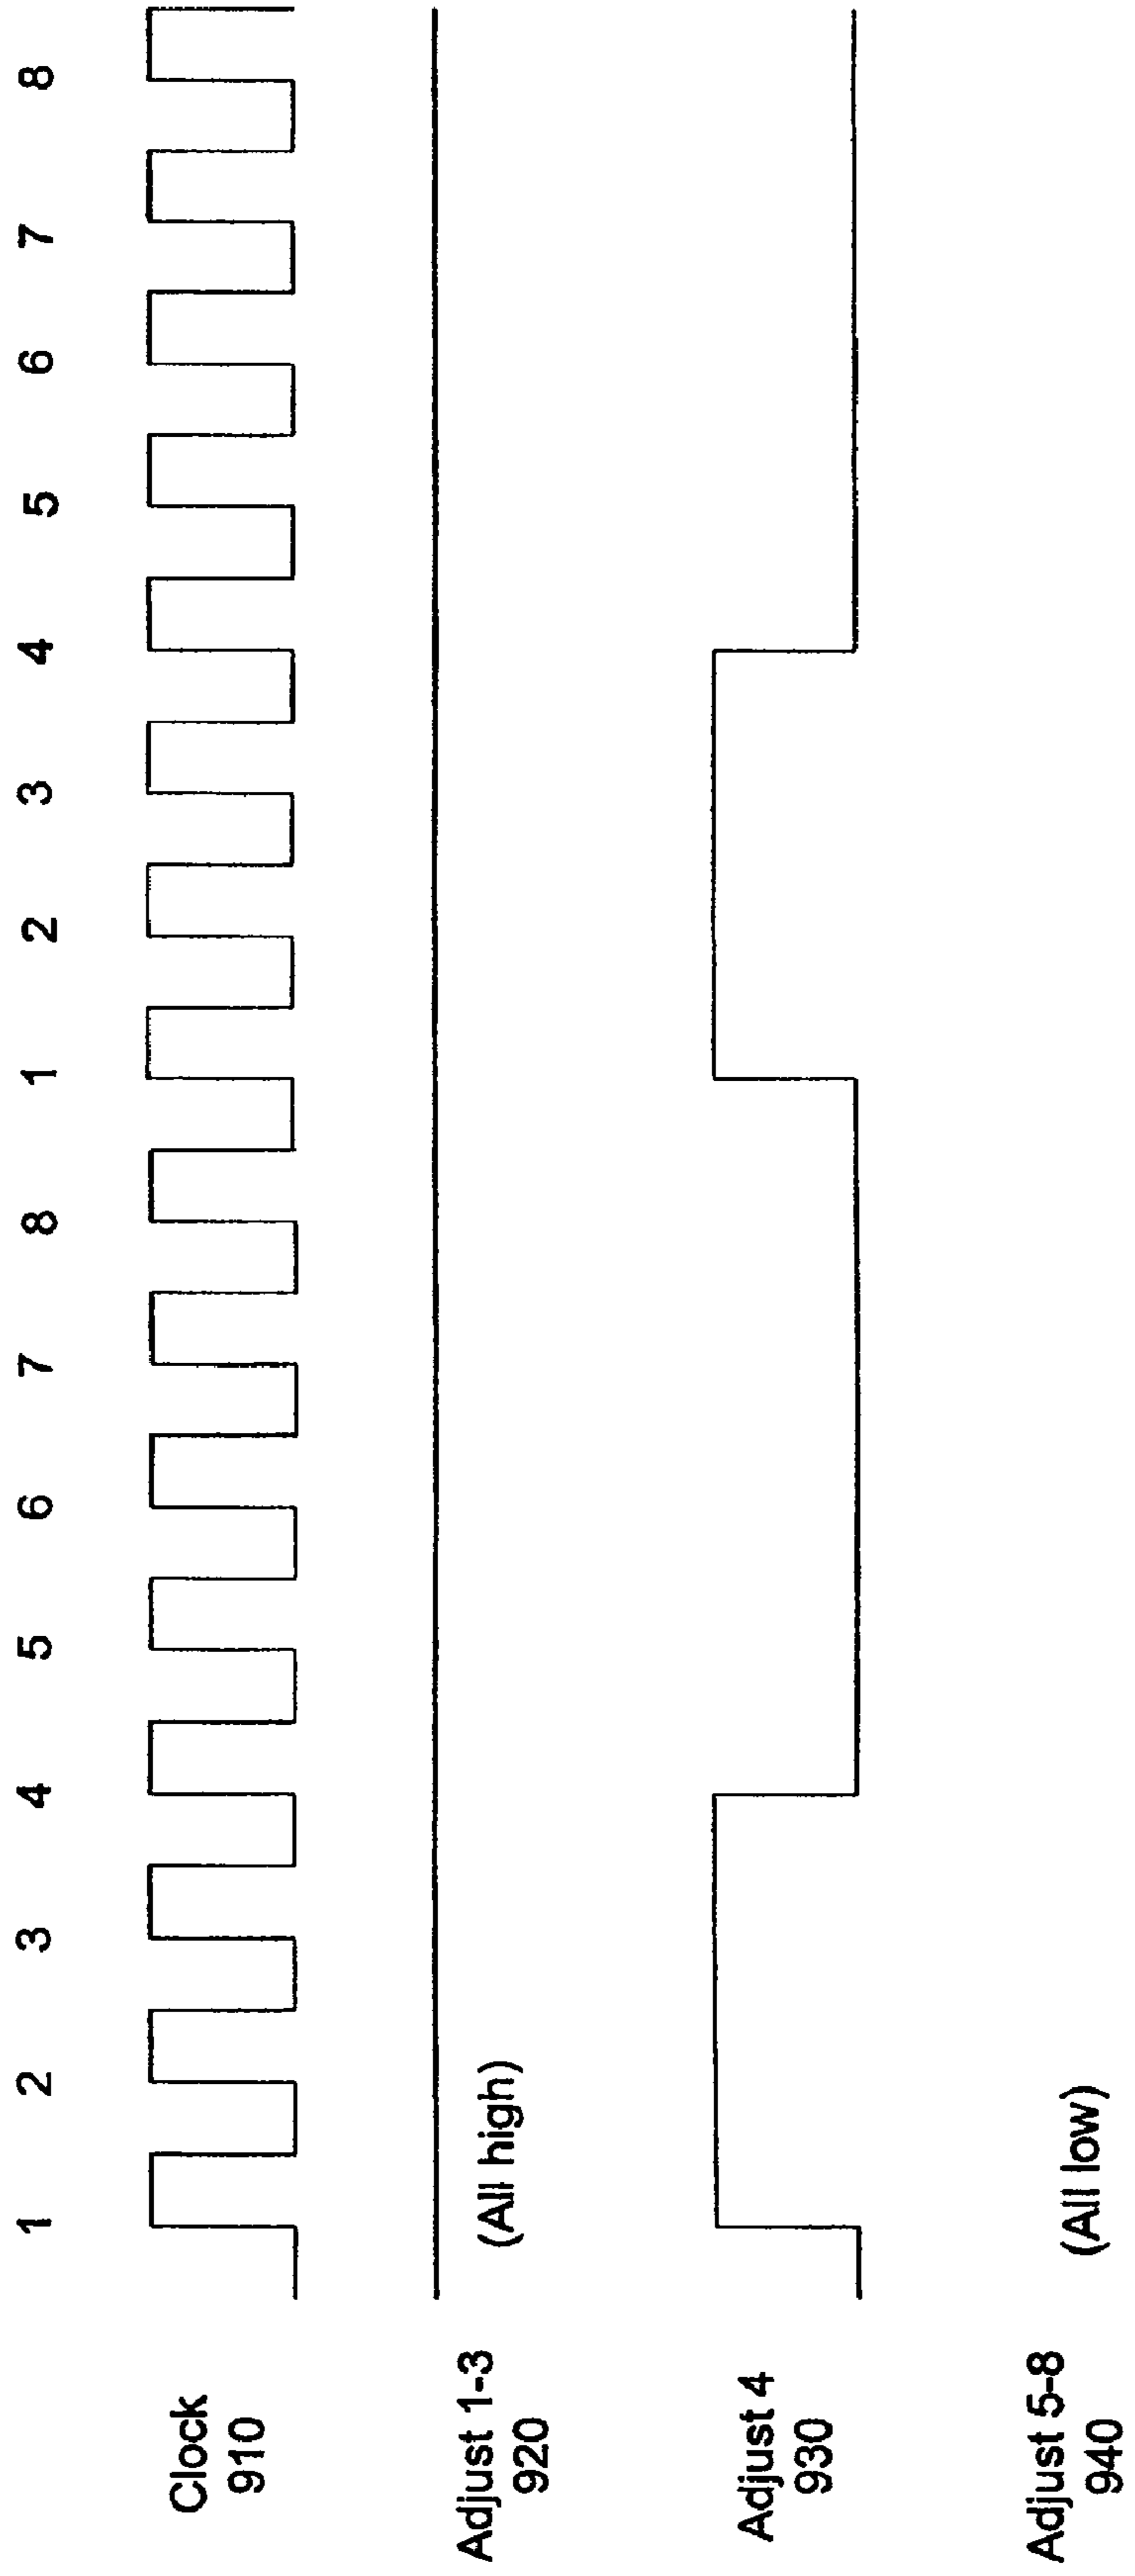 1 2 3 4 5 6 7 8 1 2 3 4 5 6 7 8
Clock
910
Adjust 1-3
920
(All high)
Adjust 4
930
Adjust 5-8
940
(All low)